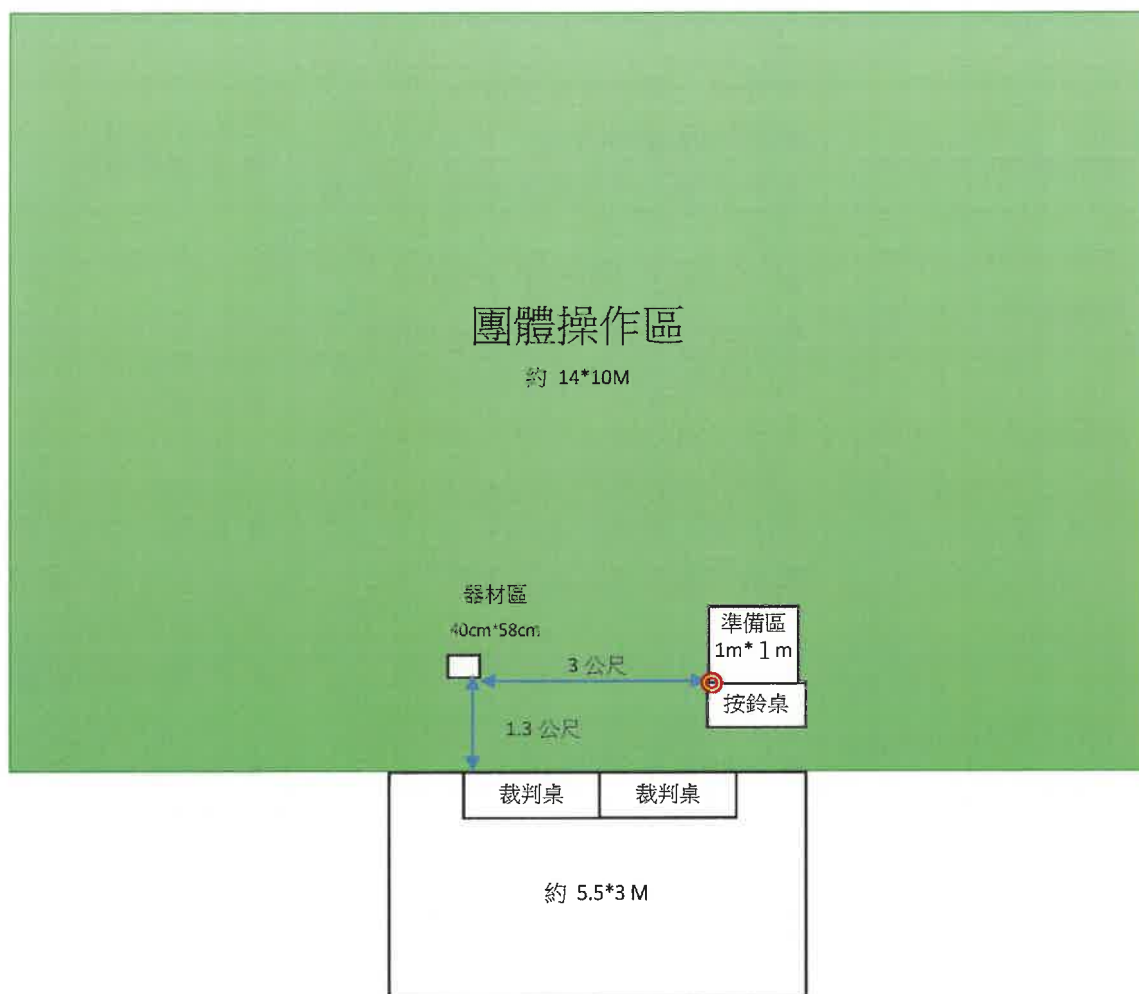 團體操作區
約 14*10M
器材區
40cm*58cm
準備區
1m* 1 m
3 公尺
按鈴桌
1.3 公尺
裁判桌
裁判桌
約 5.5*3 M